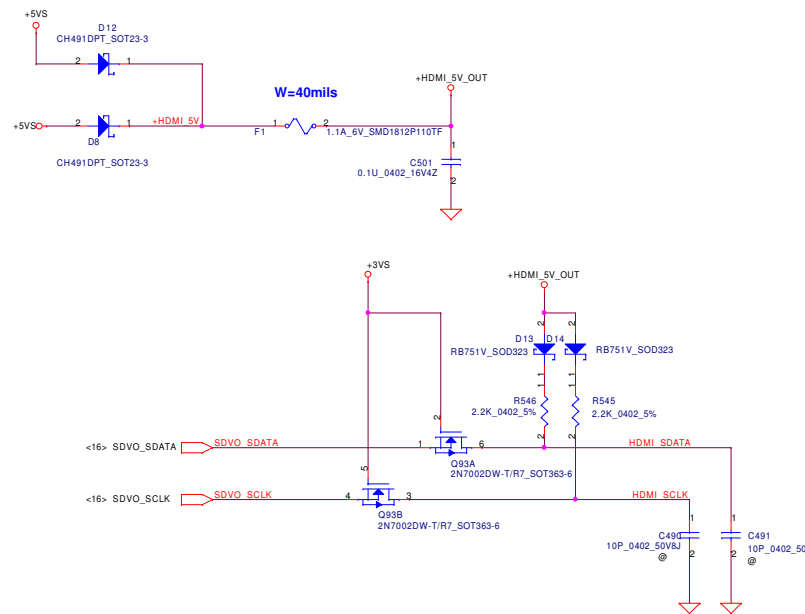 +5VS
D12
CH491DPT_SOT23-3
2
1
+5VS
2
1
+HDMI_5V
D8
CH491DPT_SOT23-3
W=40mils
F1
1
2
1.1A_6V_SMD1812P110TF
+HDMI_5V_OUT
1
C501
0.1U_0402_16V4Z
2
+3VS
+HDMI_5V_OUT
2
2
D13
D14
RB751V_SOD323
RB751V_SOD323
1
1
1
1
R546
R545
2.2K_0402_5%
2.2K_0402_5%
2
2
2
<16> SDVO_SDATA
SDVO_SDATA
1
6
HDMI_SDATA
Q93A
2N7002DW-T/R7_SOT363-6
5
<16> SDVO_SCLK
SDVO_SCLK
4
3
HDMI_SCLK
Q93B
2N7002DW-T/R7_SOT363-6
1
1
C490
C491
10P_0402_50V8J
10P_0402_50
2
2
@
@